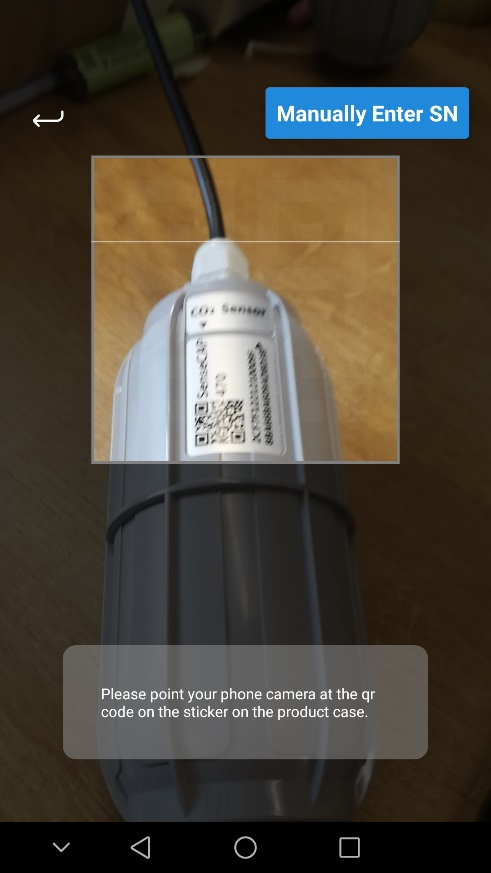 Manually Enter SN
CO₂ Sensor
SenseCAP
470
Please point your phone camera at the qr
code on the sticker on the product case.